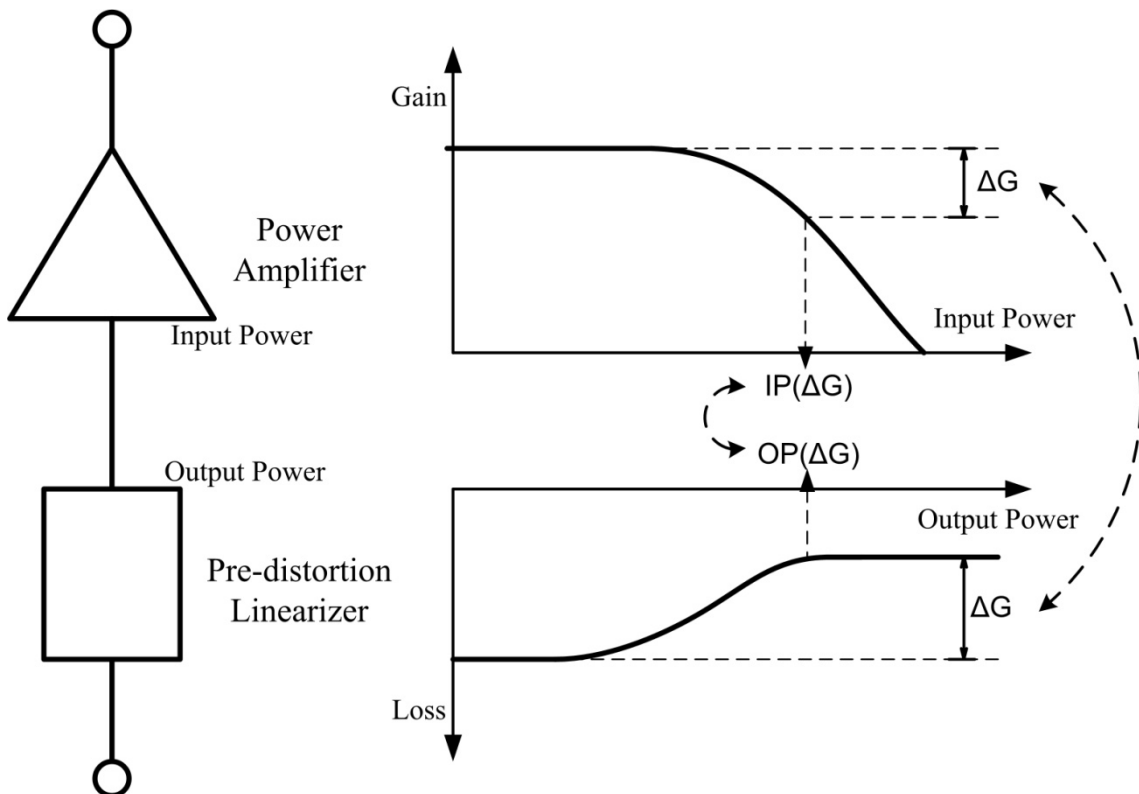 Gain
ΔG
Power
Amplifier
Input Power
Input Power
IP(ΔG)
OP(ΔG)
Output Power
Output Power
Pre-distortion
Linearizer
ΔG
Loss